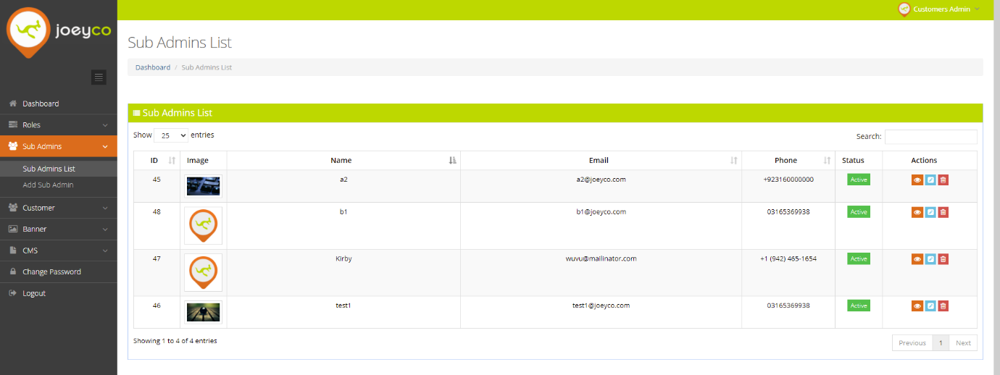 joeyco
Customers Admin
Sub Admins List
Dashboard / Sub Admins List
Dashboard
Roles
Sub Admins
Sub Admins List
Add Sub Admin
Customer
Banner
CMS
Change Password
Logout
Sub Admins List
Show 25 entries
Search:
ID Image Name Email Phone Status Actions
45 a2 a2@joeyco.com +923160000000 Active
48 b1 b1@joeyco.com 03165369938 Active
47 Kirby wuvu@mailinator.com +1 (942) 465-1654 Active
46 test1 test1@joeyco.com 03165369938 Active
Showing 1 to 4 of 4 entries
Previous 1 Next